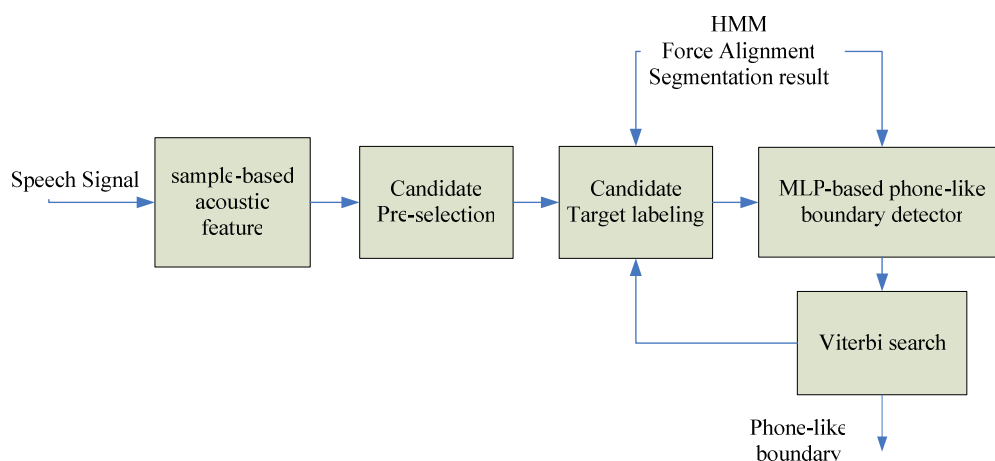 HMM
Force Alignment
Segmentation result
Speech Signal
sample-based
acoustic
feature
Candidate
Pre-selection
Candidate
Target labeling
MLP-based phone-like
boundary detector
Viterbi search
Phone-like
boundary